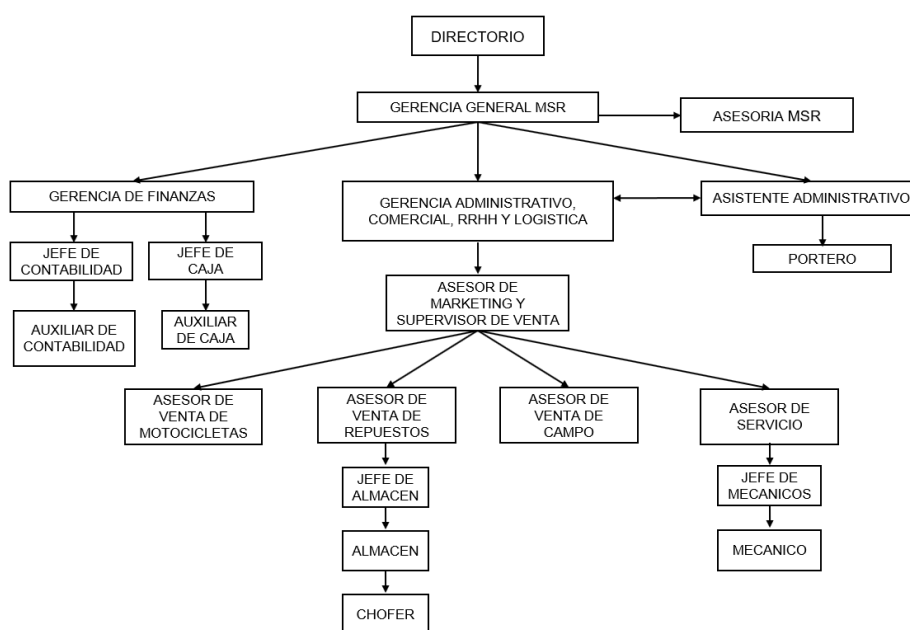 DIRECTORIO
GERENCIA GENERAL MSR
ASESORIA MSR
GERENCIA DE FINANZAS
GERENCIA ADMINISTRATIVO,
COMERCIAL, RRHH Y LOGISTICA
ASISTENTE ADMINISTRATIVO
JEFE DE
CONTABILIDAD
JEFE DE
CAJA
PORTERO
AUXILIAR DE
CONTABILIDAD
AUXILIAR
DE CAJA
ASESOR DE
MARKETING Y
SUPERVISOR DE VENTA
ASESOR DE
VENTA DE
MOTOCICLETAS
ASESOR DE
VENTA DE
REPUESTOS
ASESOR DE
VENTA DE
CAMPO
ASESOR DE
SERVICIO
JEFE DE
ALMACEN
JEFE DE
MECANICOS
ALMACEN
MECANICO
CHOFER